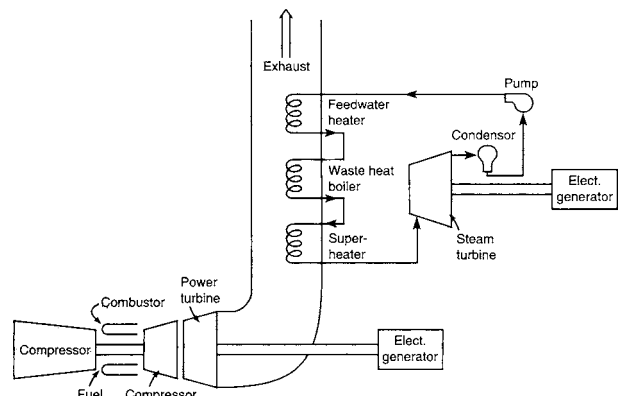 Exhaust
Pump
Feedwater
heater
Condensor
Waste heat
boiler
Elect.
generator
Super-
heater
Steam
turbine
Power
turbine
Combustor
Compressor
Elect.
generator
Fuel
Compressor